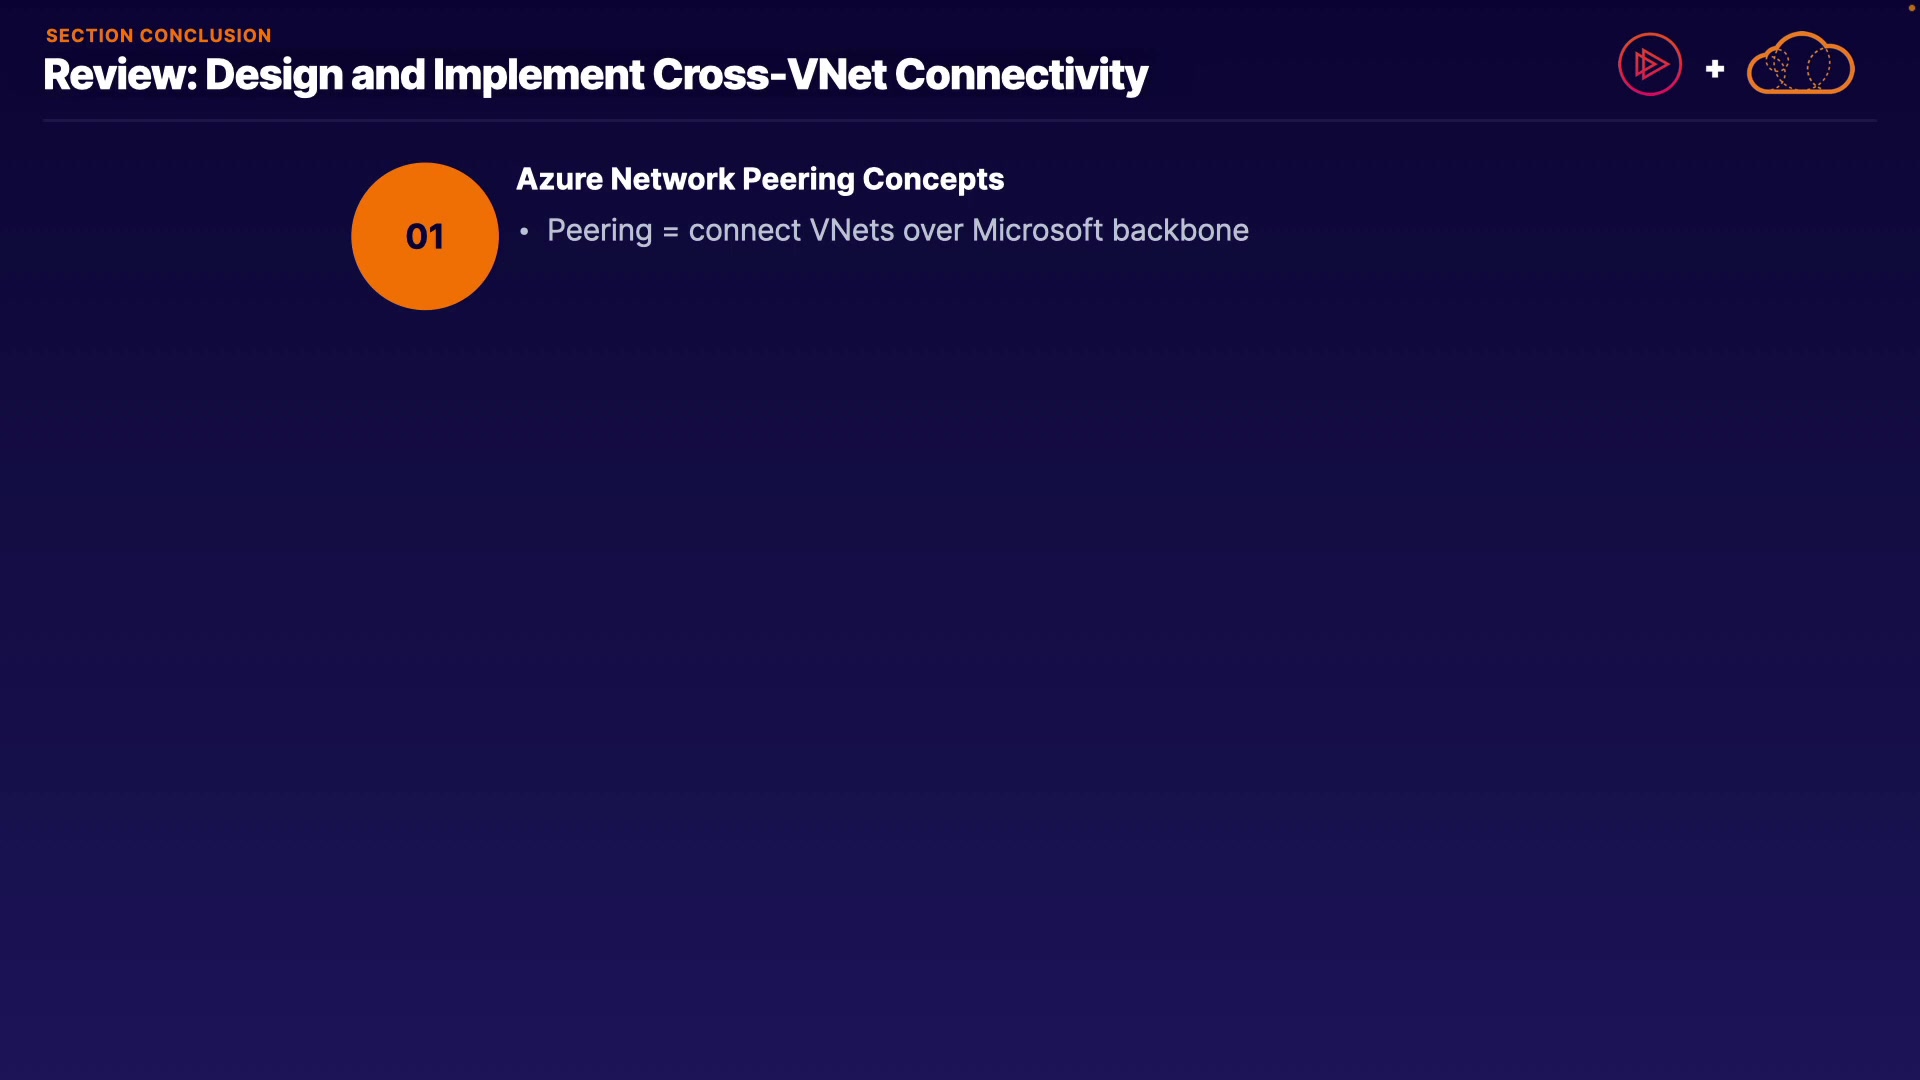 SECTION CONCLUSION
Review: Design and Implement Cross-VNet Connectivity
+
01
Azure Network Peering Concepts
• Peering = connect VNets over Microsoft backbone